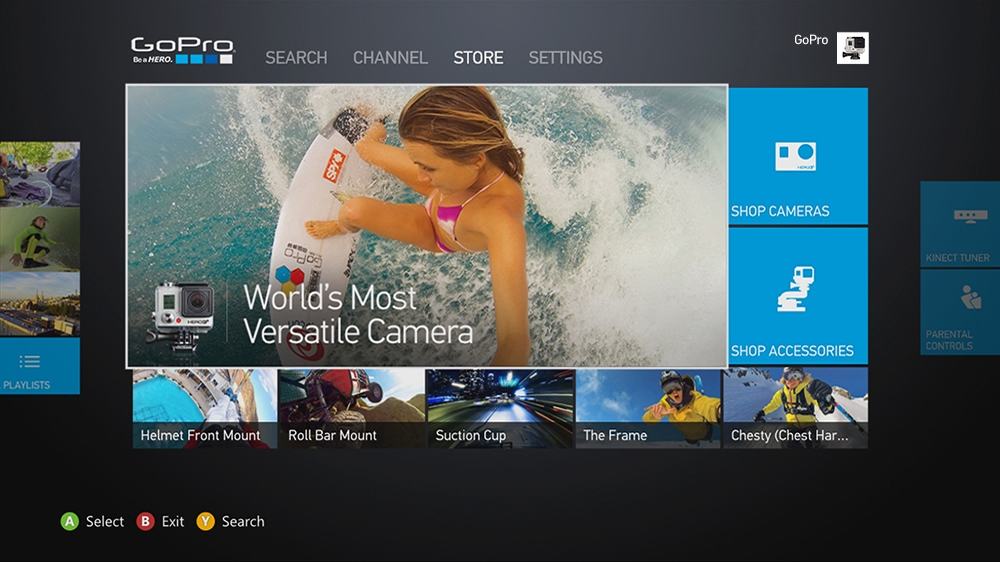 GoPro
Be a HERO.
SEARCH CHANNEL STORE SETTINGS
GoPro
SPY
World's Most
Versatile Camera
SHOP CAMERAS
SHOP ACCESSORIES
PLAYLISTS
KINECT TUNER
PARENTAL
CONTROLS
Helmet Front Mount
Roll Bar Mount
Suction Cup
The Frame
Chesty (Chest Har...
A Select B Exit Y Search